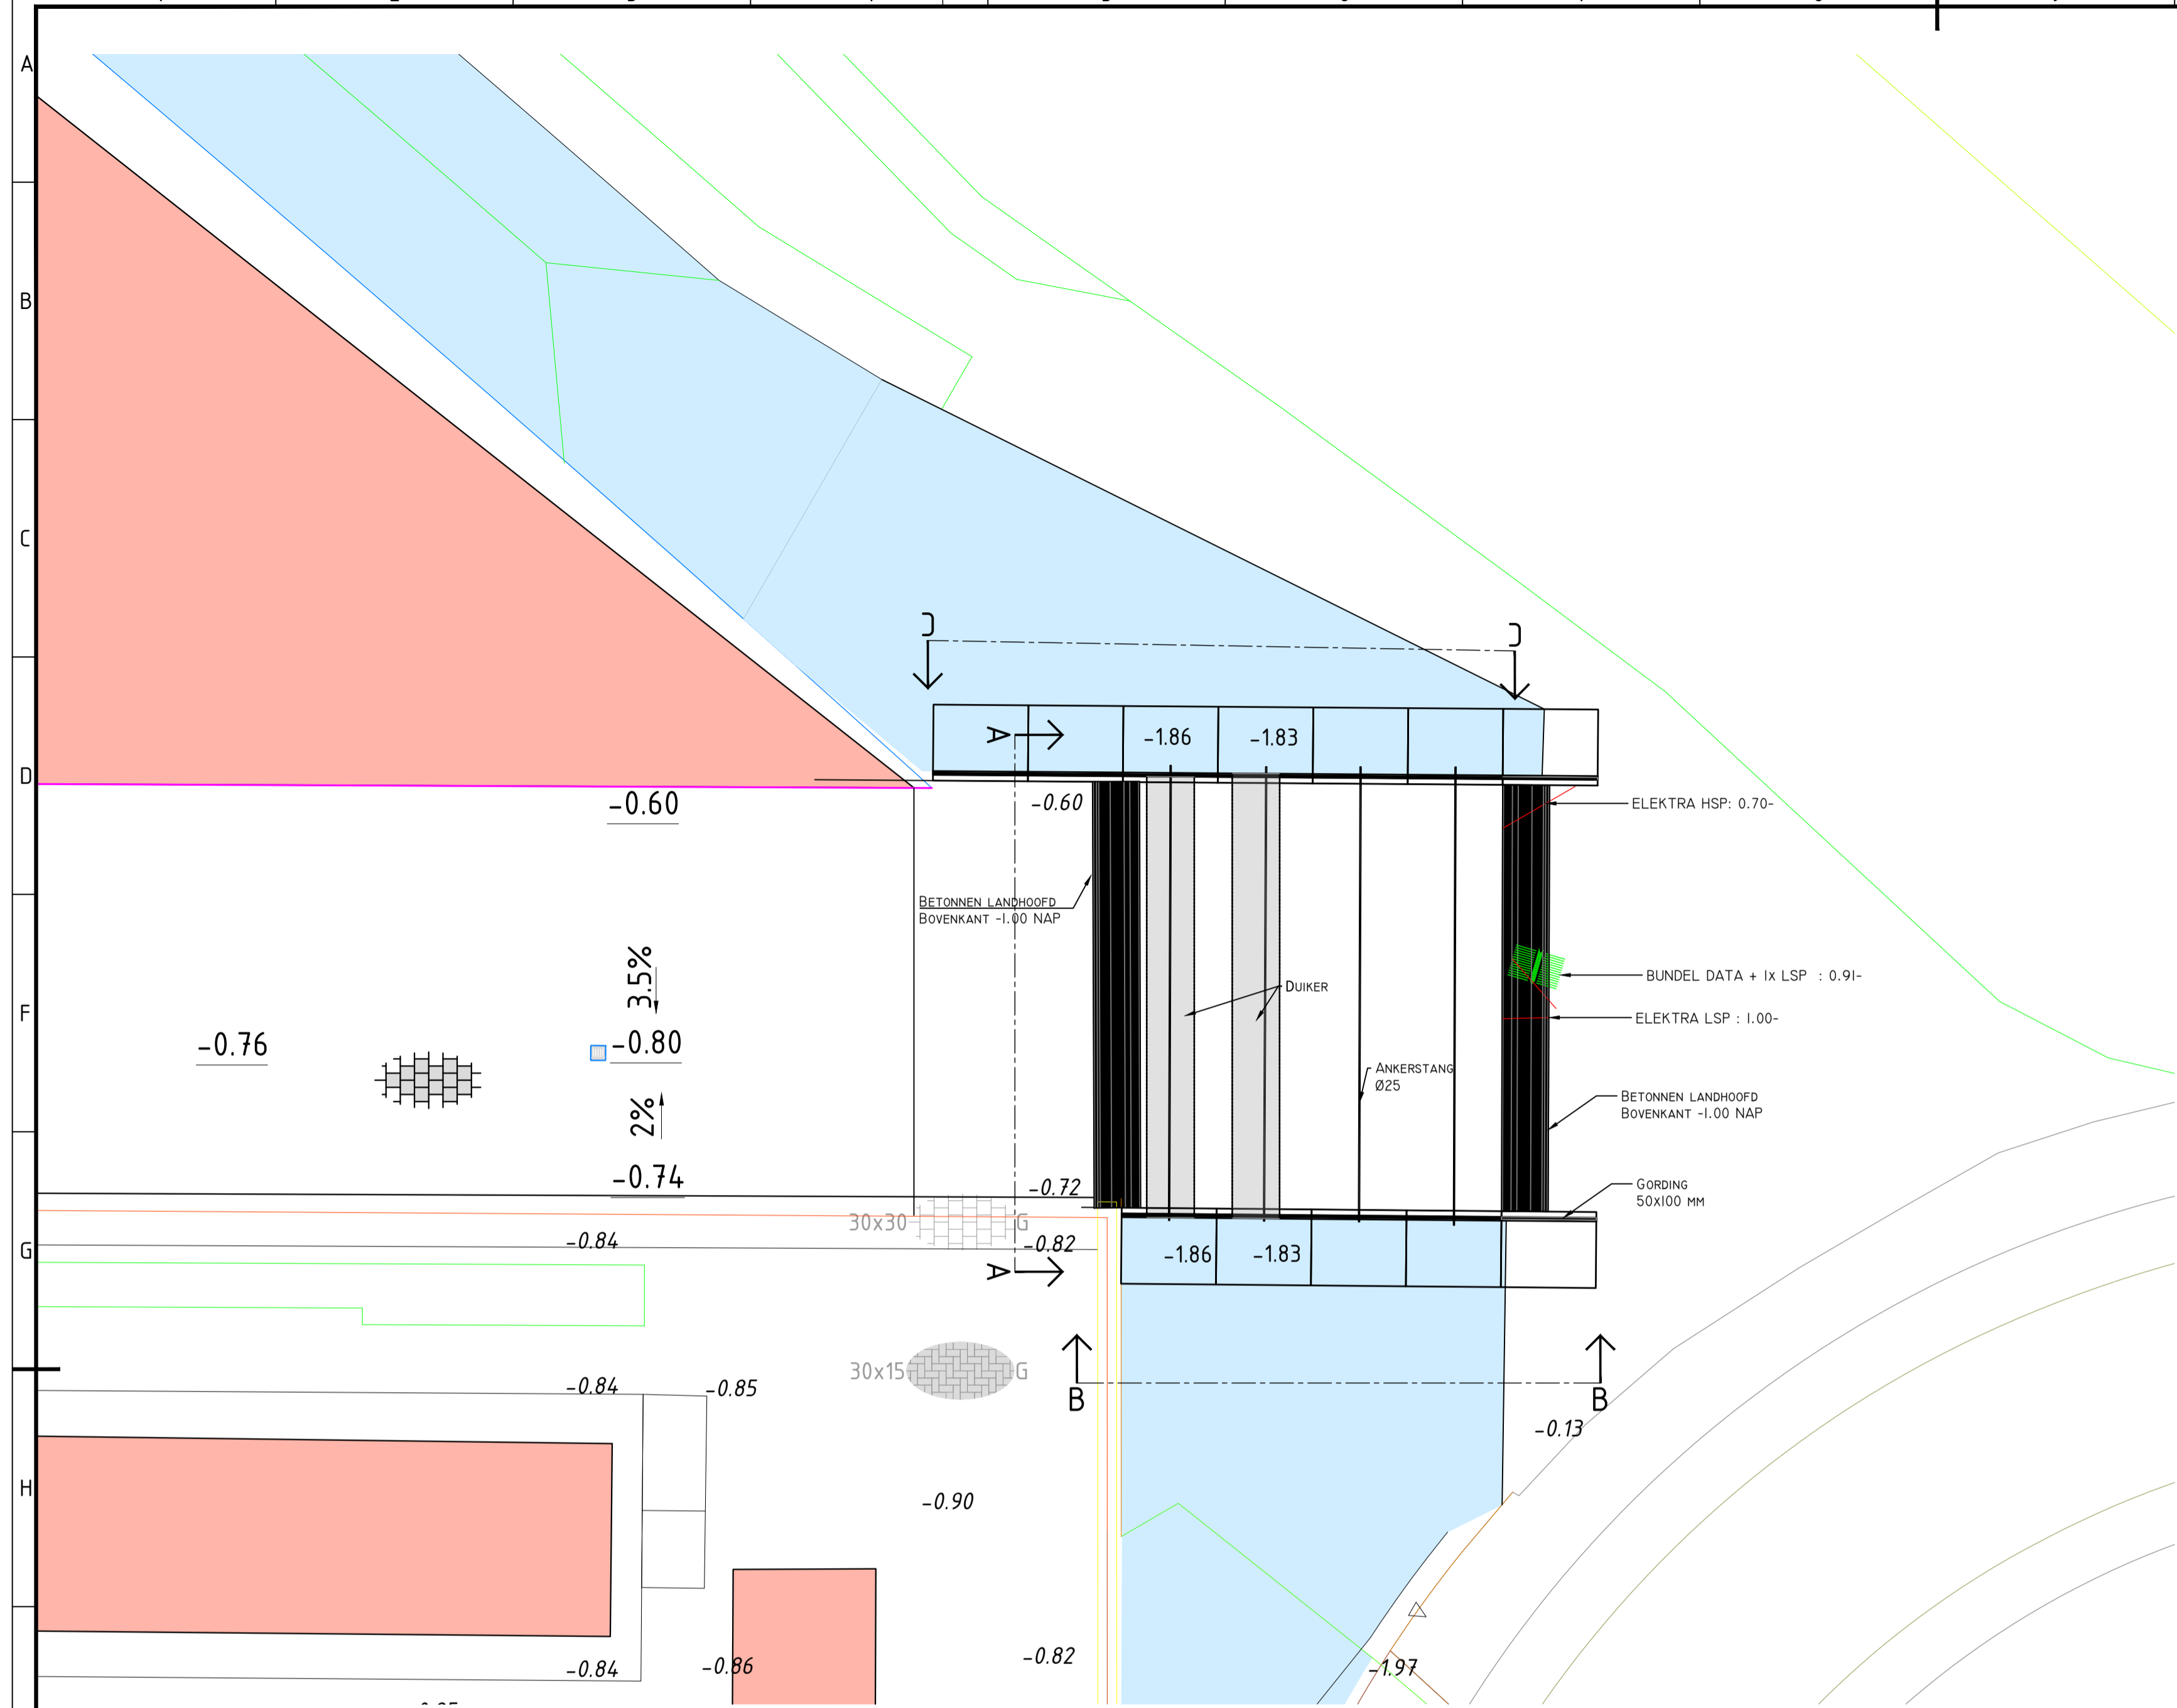 A
B
C
C
C
D
A
-1.86
-1.83
-0.60
-0.60
ELEKTRA HSP: 0.70-
BETONNEN LANDHOOFD
BOVENKANT -1.00 NAP
F
3.5%
BUNDEL DATA + 1X LSP : 0.91-
DUIKER
ELEKTRA LSP : 1.00-
-0.76
-0.80
ANKERSTANG
Ø25
2%
BETONNEN LANDHOOFD
BOVENKANT -1.00 NAP
-0.74
-0.72
GORDING
50X100 MM
30x30
G
G
-0.84
-0.82
-1.86
-1.83
A
30x15
G
-0.84
-0.85
B
B
-0.13
H
-0.90
-0.84
-0.86
-0.82
-1.97